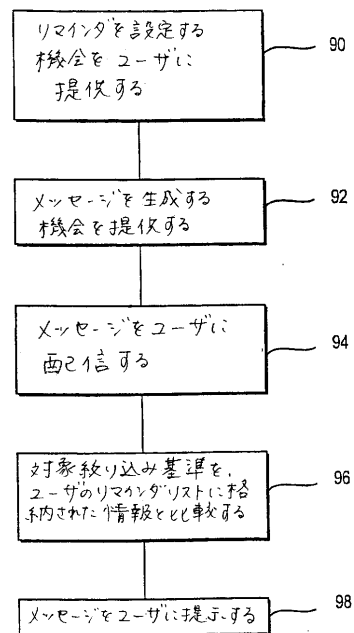 リマインダを設定する
機会をユーザに
提供する
90
メッセージを生成する
機会を提供する
92
メッセージをユーザに
配信する
94
対象絞り込み基準を、
ユーザのリマインダリストに格
納された情報と比較する
96
メッセージをユーザに提示する
98